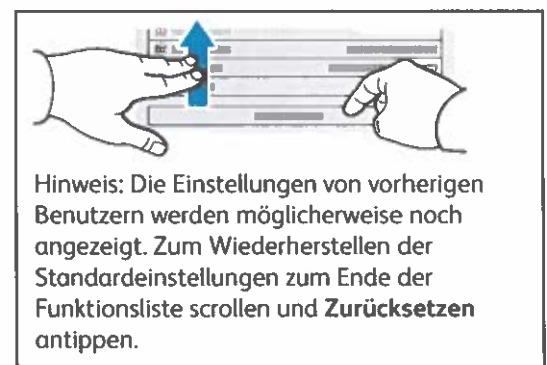 Hinweis: Die Einstellungen von vorherigen
Benutzern werden möglicherweise noch
angezeigt. Zum Wiederherstellen der
Standardeinstellungen zum Ende der
Funktionsliste scrollen und Zurücksetzen
antippen.